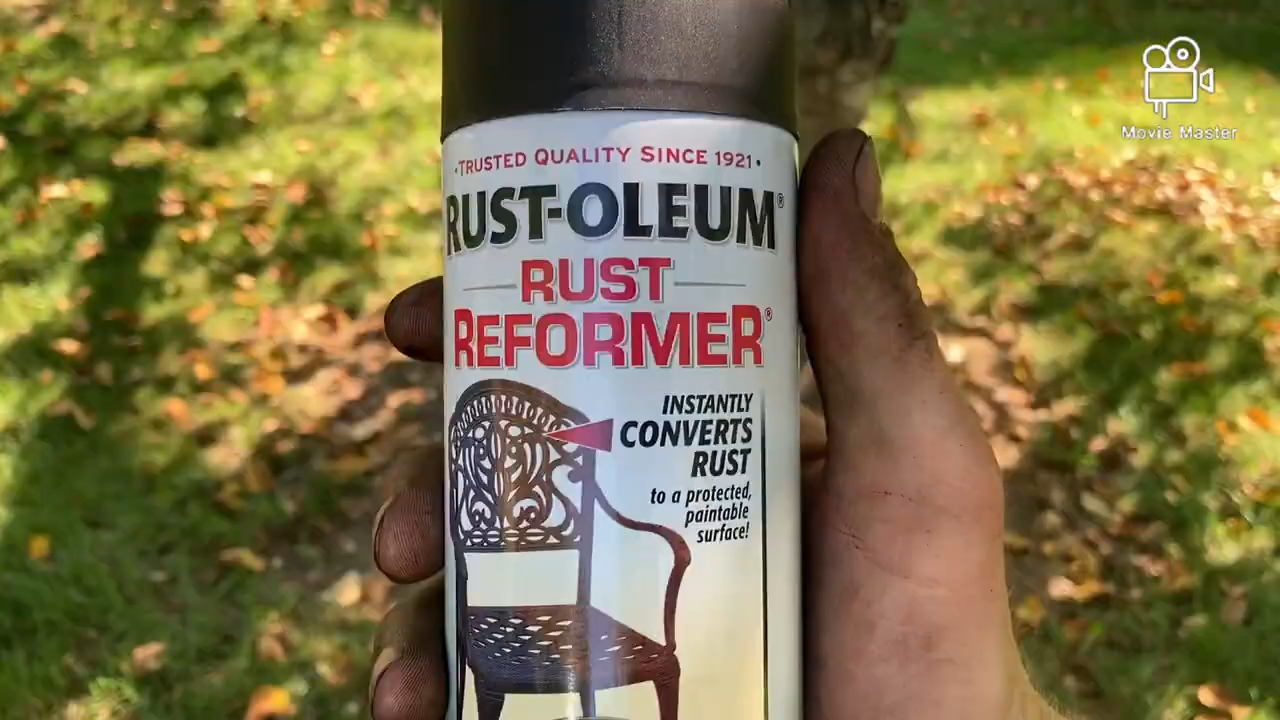 •TRUSTED QUALITY SINCE 1921•
RUST-OLEUM®
RUST
REFORMER®
INSTANTLY
CONVERTS
RUST
to a protected,
paintable
surface!
Movie Master